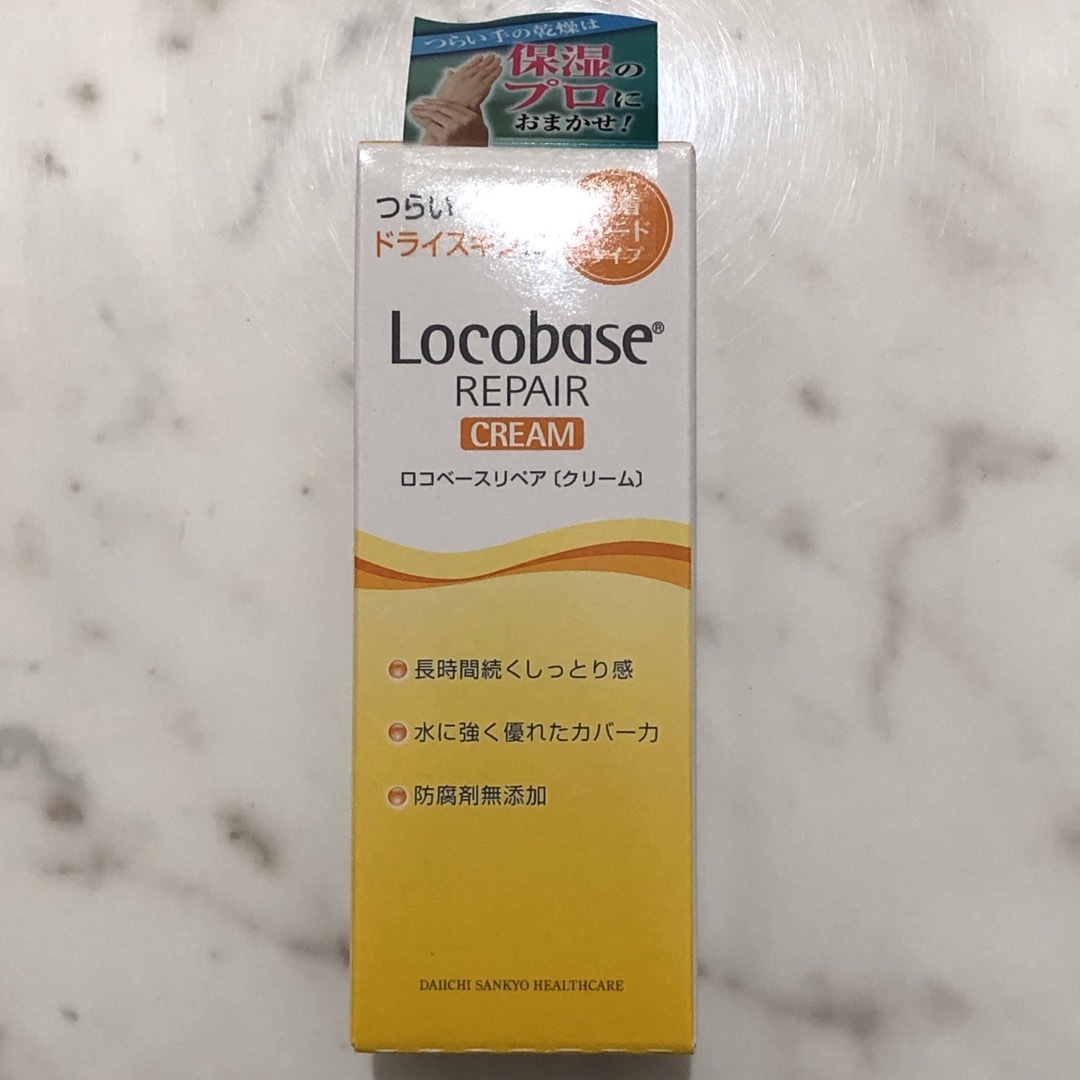 つらい手の乾燥は
保湿の
プロに
おまかせ!
つらい
ドライスキン
ード
タイプ
Locobase®
REPAIR
CREAM
ロコベースリペア〔クリーム〕
長時間続くしっとり感
水に強く優れたカバー力
防腐剤無添加
DAIICHI SANKYO HEALTHCARE